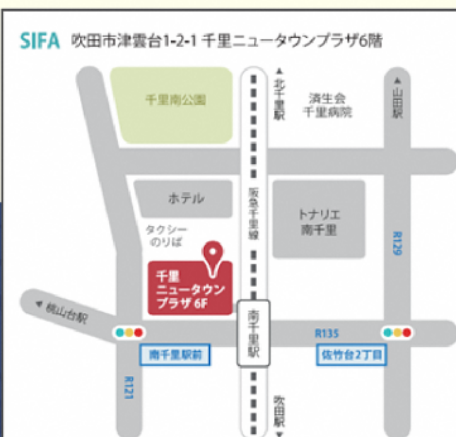 SIFA 吹田市津雲台1-2-1 千里ニュータウンプラザ6階
千里南公園
▲北千里駅
済生会
千里病院
▲山田駅
ホテル
阪急千里線
トナリエ
南千里
タクシー
のりば
R129
千里
ニュータウン
プラザ 6F
◀桃山台駅
南千里駅
R135
南千里駅前
佐竹台2丁目
R121
吹田駅▼